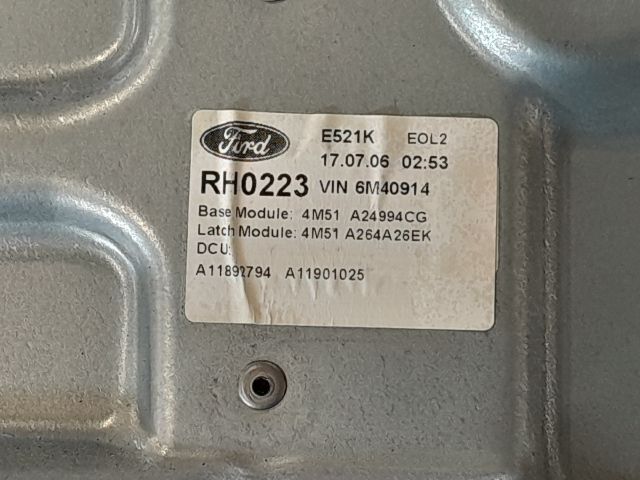 Ford E521K EOL2
17.07.06 02:53
RH0223 VIN 6M40914
Base Module: 4M51 A24994CG
Latch Module: 4M51 A264A26EK
DCU:
A11892794 A11901025